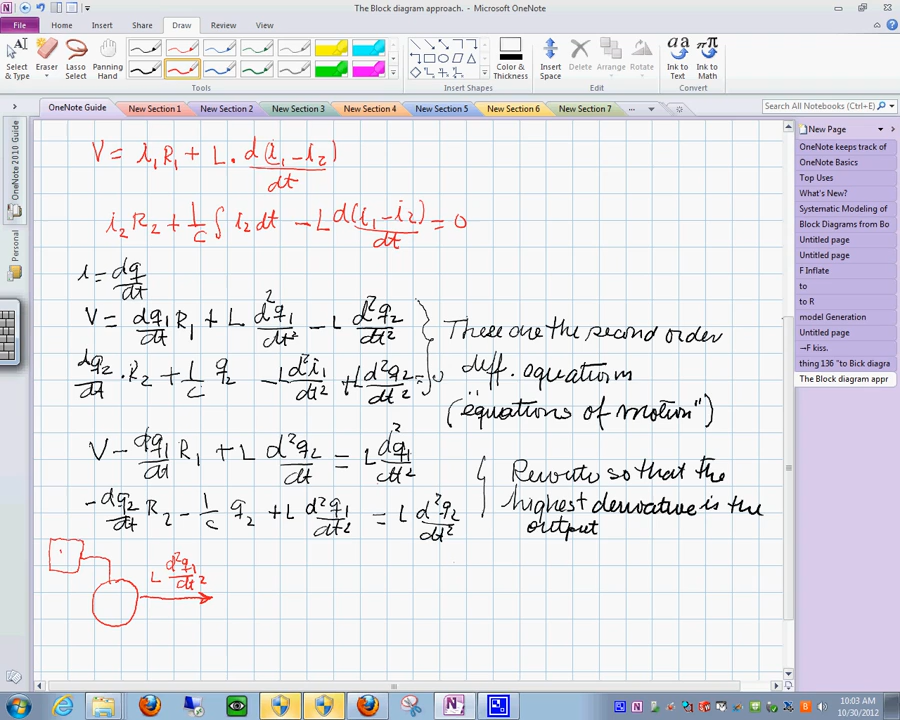 The Block diagram approach. - Microsoft OneNote
File Home Insert Share Draw Review View
Select & Type
Eraser
Lasso Select
Panning Hand
Color & Thickness
Insert Space
Delete
Arrange
Rotate
Ink to Text
Ink to Math
Tools
Insert Shapes
Edit
Convert
OneNote Guide New Section 1 New Section 2 New Section 3 New Section 4 New Section 5 New Section 6 New Section 7 ... Search All Notebooks (Ctrl+E)
OneNote 2010 Guide
Personal
V = i₁R₁ + L · d(i₁ - i₂)/dt
i₂R₂ + 1/c ∫ i₂ dt - L d(i₁ - i₂)/dt = 0
i = dq/dt
V = dq₁/dt R₁ + L d²q₁/dt² - L d²q₂/dt²
dq₂/dt · R₂ + 1/c q₂ - L d²i₁/dt² + L d²q₂/dt² = 0
These are the second order
diff. equations
("equations of motion")
V - dq₁/dt R₁ + L d²q₂/dt = L d²q₁/dt²
- dq₂/dt R₂ - 1/c q₂ + L d²q₁/dt² = L d²q₂/dt²
Rewrite so that the
highest derivative is the
output
L d²q₁/dt²
New Page
OneNote keeps track of
OneNote Basics
Top Uses
What's New?
Systematic Modeling of
Block Diagrams from Bo
Untitled page
Untitled page
F Inflate
to
to R
model Generation
Untitled page
→F kiss.
thing 136 "to Bick diagra
The Block diagram appr
10:03 AM
10/30/2012